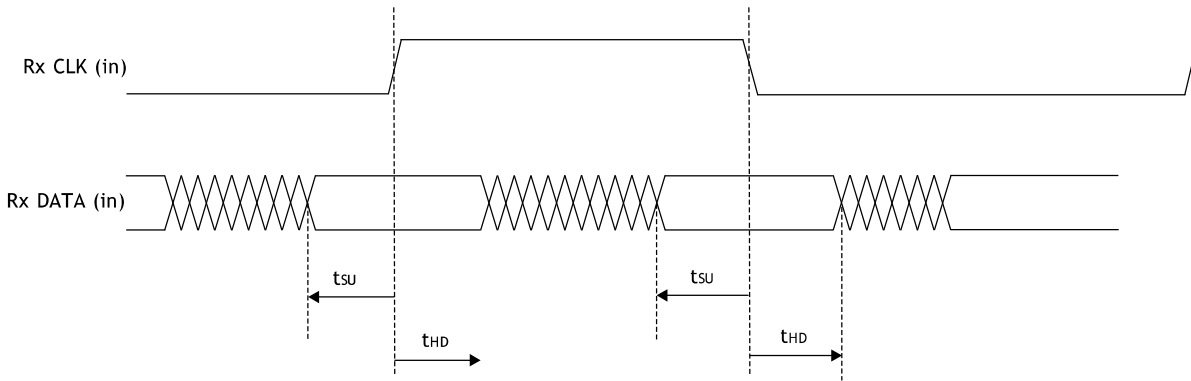 Rx CLK (in)
Rx DATA (in)
tSU
tSU
tHD
tHD